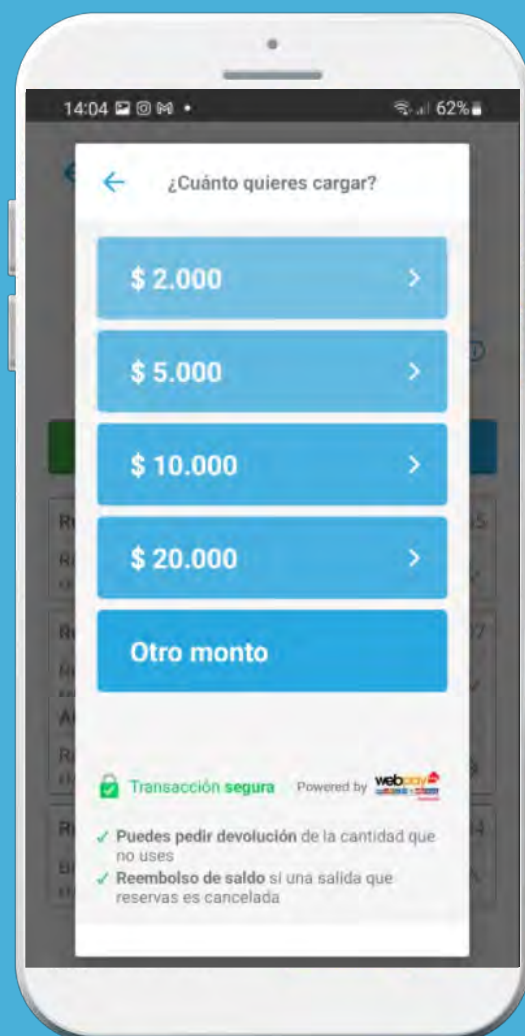 14:04
62%
¿Cuánto quieres cargar?
$ 2.000
$ 5.000
$ 10.000
$ 20.000
Otro monto
Transacción segura Powered by webpay
✓ Puedes pedir devolución de la cantidad que
no uses
✓ Reembolso de saldo si una salida que
reservas es cancelada